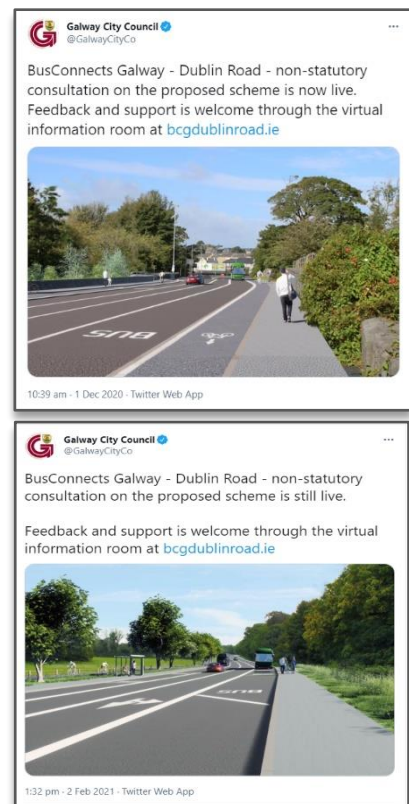 Galway City Council
@GalwayCityCo
BusConnects Galway - Dublin Road - non-statutory
consultation on the proposed scheme is now live.
Feedback and support is welcome through the virtual
information room at bcgdublinroad.ie
BUS
10:39 am - 1 Dec 2020 - Twitter Web App
Galway City Council
@GalwayCityCo
BusConnects Galway - Dublin Road - non-statutory
consultation on the proposed scheme is still live.
Feedback and support is welcome through the virtual
information room at bcgdublinroad.ie
BUS
1:32 pm - 2 Feb 2021 - Twitter Web App